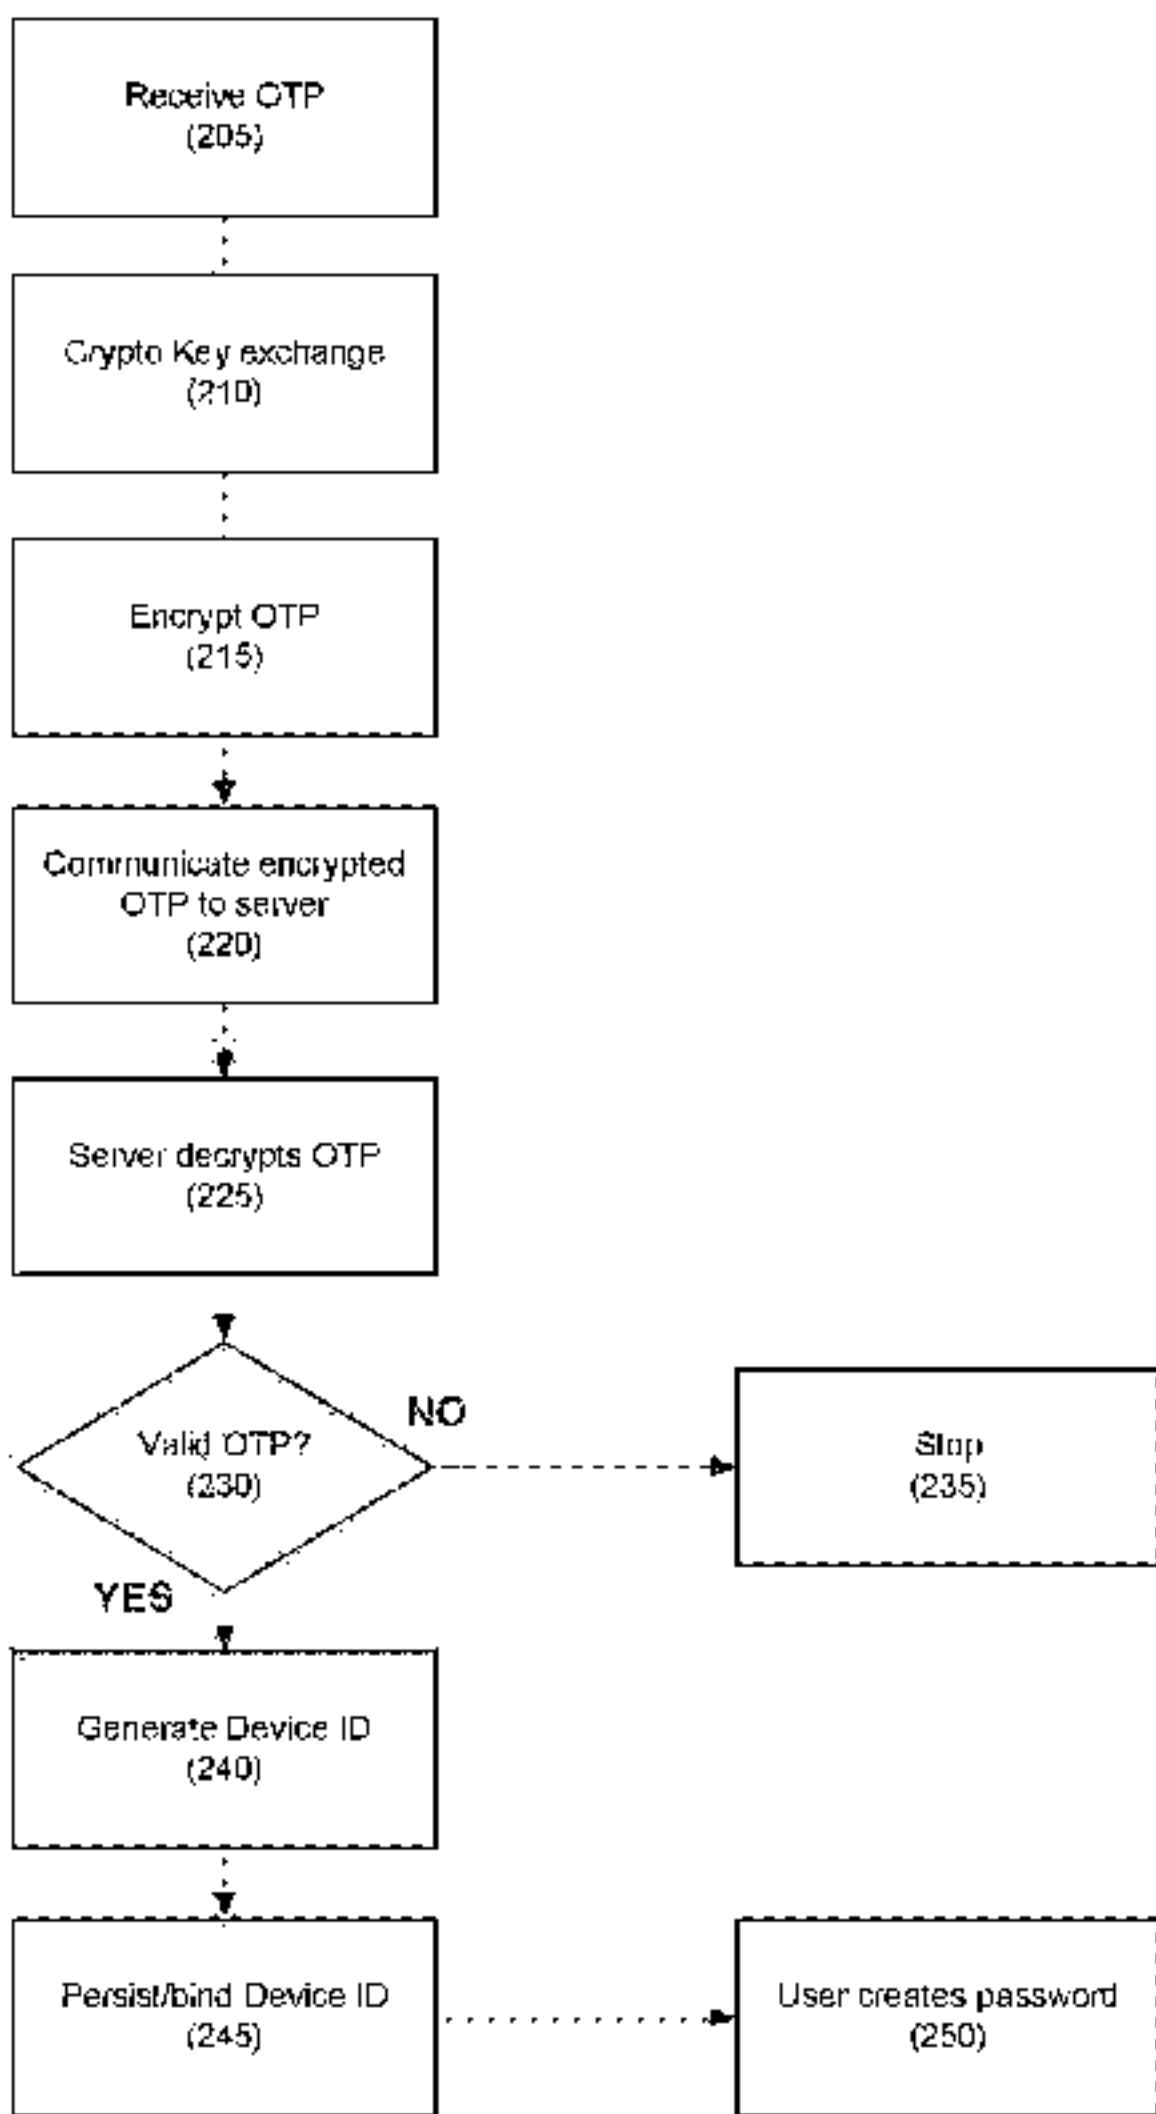 Receive OTP
(205)
Crypto Key exchange
(210)
Encrypt OTP
(215)
Communicate encrypted
OTP to server
(220)
Server decrypts OTP
(225)
Valid OTP?
(230)
NO
Stop
(235)
YES
Generate Device ID
(240)
Persist/bind Device ID
(245)
User creates password
(250)